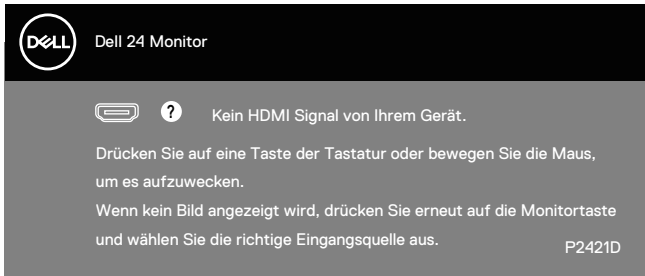 DELL Dell 24 Monitor
? Kein HDMI Signal von Ihrem Gerät.
Drücken Sie auf eine Taste der Tastatur oder bewegen Sie die Maus,
um es aufzuwecken.
Wenn kein Bild angezeigt wird, drücken Sie erneut auf die Monitortaste
und wählen Sie die richtige Eingangsquelle aus.
P2421D